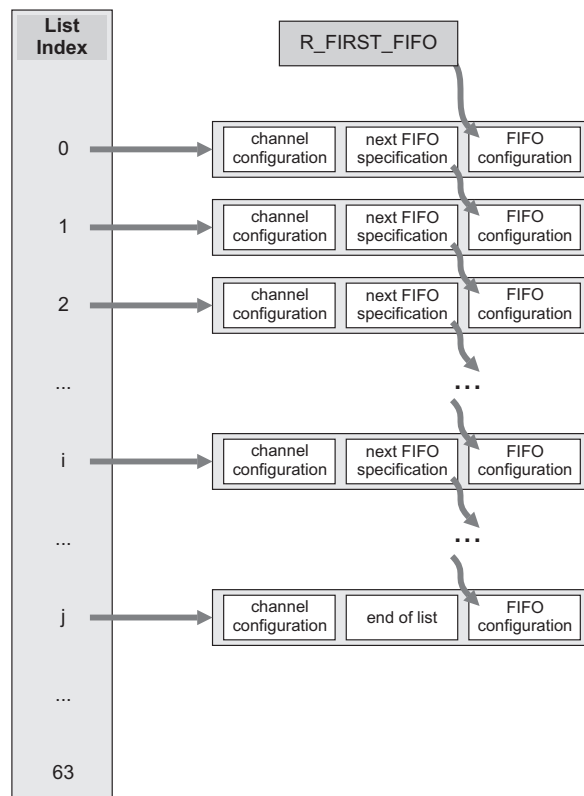 List
Index
R_FIRST_FIFO
0
channel
configuration
next FIFO
specification
FIFO
configuration
1
channel
configuration
next FIFO
specification
FIFO
configuration
2
channel
configuration
next FIFO
specification
FIFO
configuration
...
...
i
channel
configuration
next FIFO
specification
FIFO
configuration
...
...
j
channel
configuration
end of list
FIFO
configuration
...
63